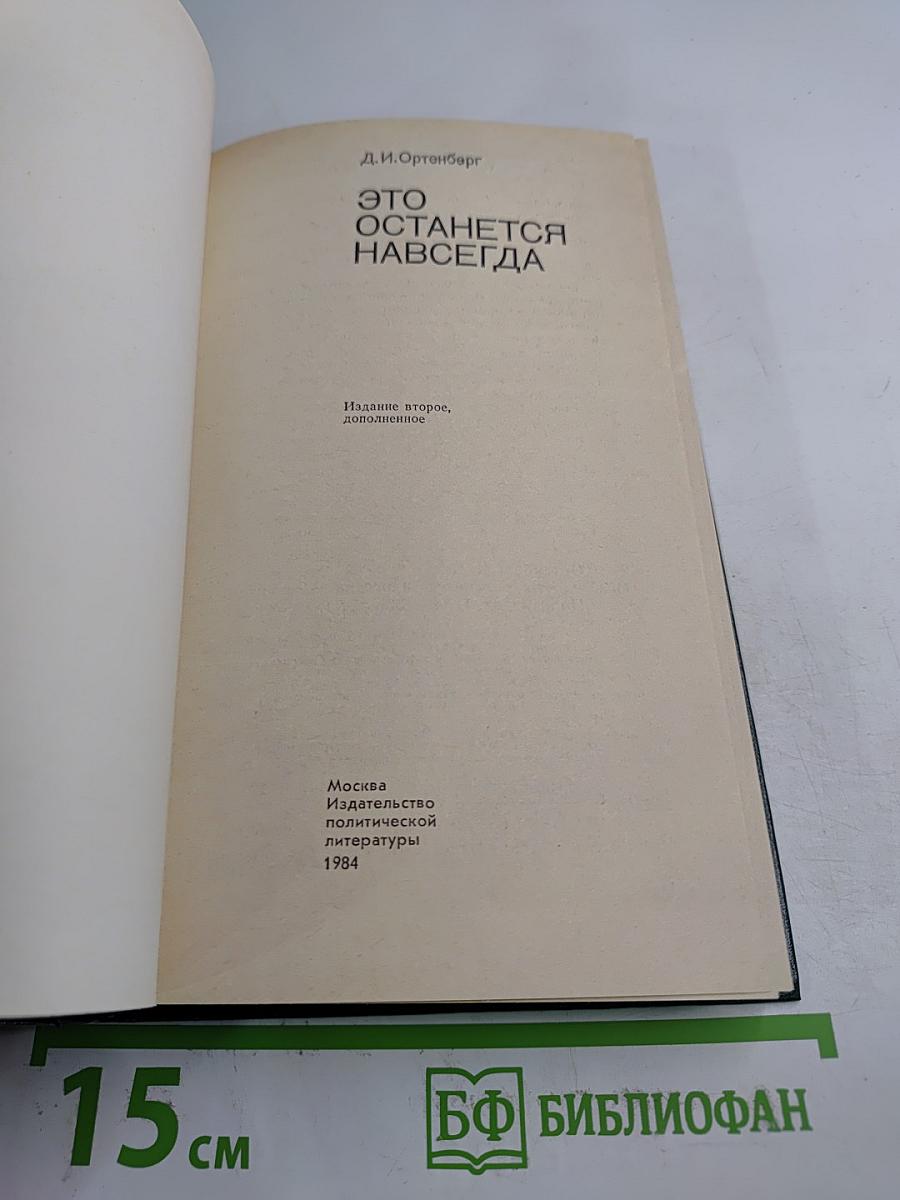 Д. И. Ортенберг
ЭТО
ОСТАНЕТСЯ
НАВСЕГДА
Издание второе,
дополненное
Москва
Издательство
политической
литературы
1984
15 см
БФ БИБЛИОФАН